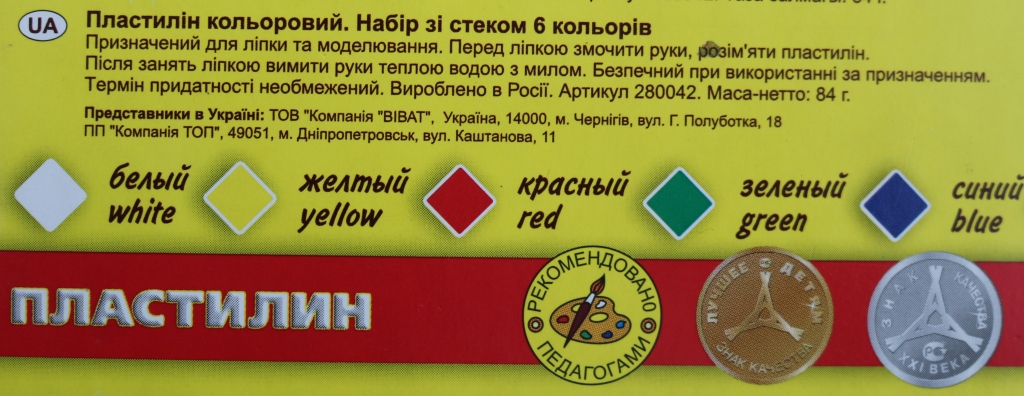 UA
Пластилін кольоровий. Набір зі стеком 6 кольорів
Призначений для ліпки та моделювання. Перед ліпкою змочити руки, розім'яти пластилін.
Після занять ліпкою вимити руки теплою водою з милом. Безпечний при використанні за призначенням.
Термін придатності необмежений. Вироблено в Росії. Артикул 280042. Маса-нетто: 84 г.
Представники в Україні: ТОВ "Компанія "ВІВАТ", Україна, 14000, м. Чернігів, вул. Г. Полуботка, 18
ПП "Компанія ТОП", 49051, м. Дніпропетровськ, вул. Каштанова, 11
белый желтый красный зеленый синий
white yellow red green blue
ПЛАСТИЛИН
РЕКОМЕНДОВАНО ПЕДАГОГАМИ
ЛУЧШЕЕ ДЕТЯМ
ЗНАК КАЧЕСТВА
ЗНАК КАЧЕСТВА
XXI ВЕКА